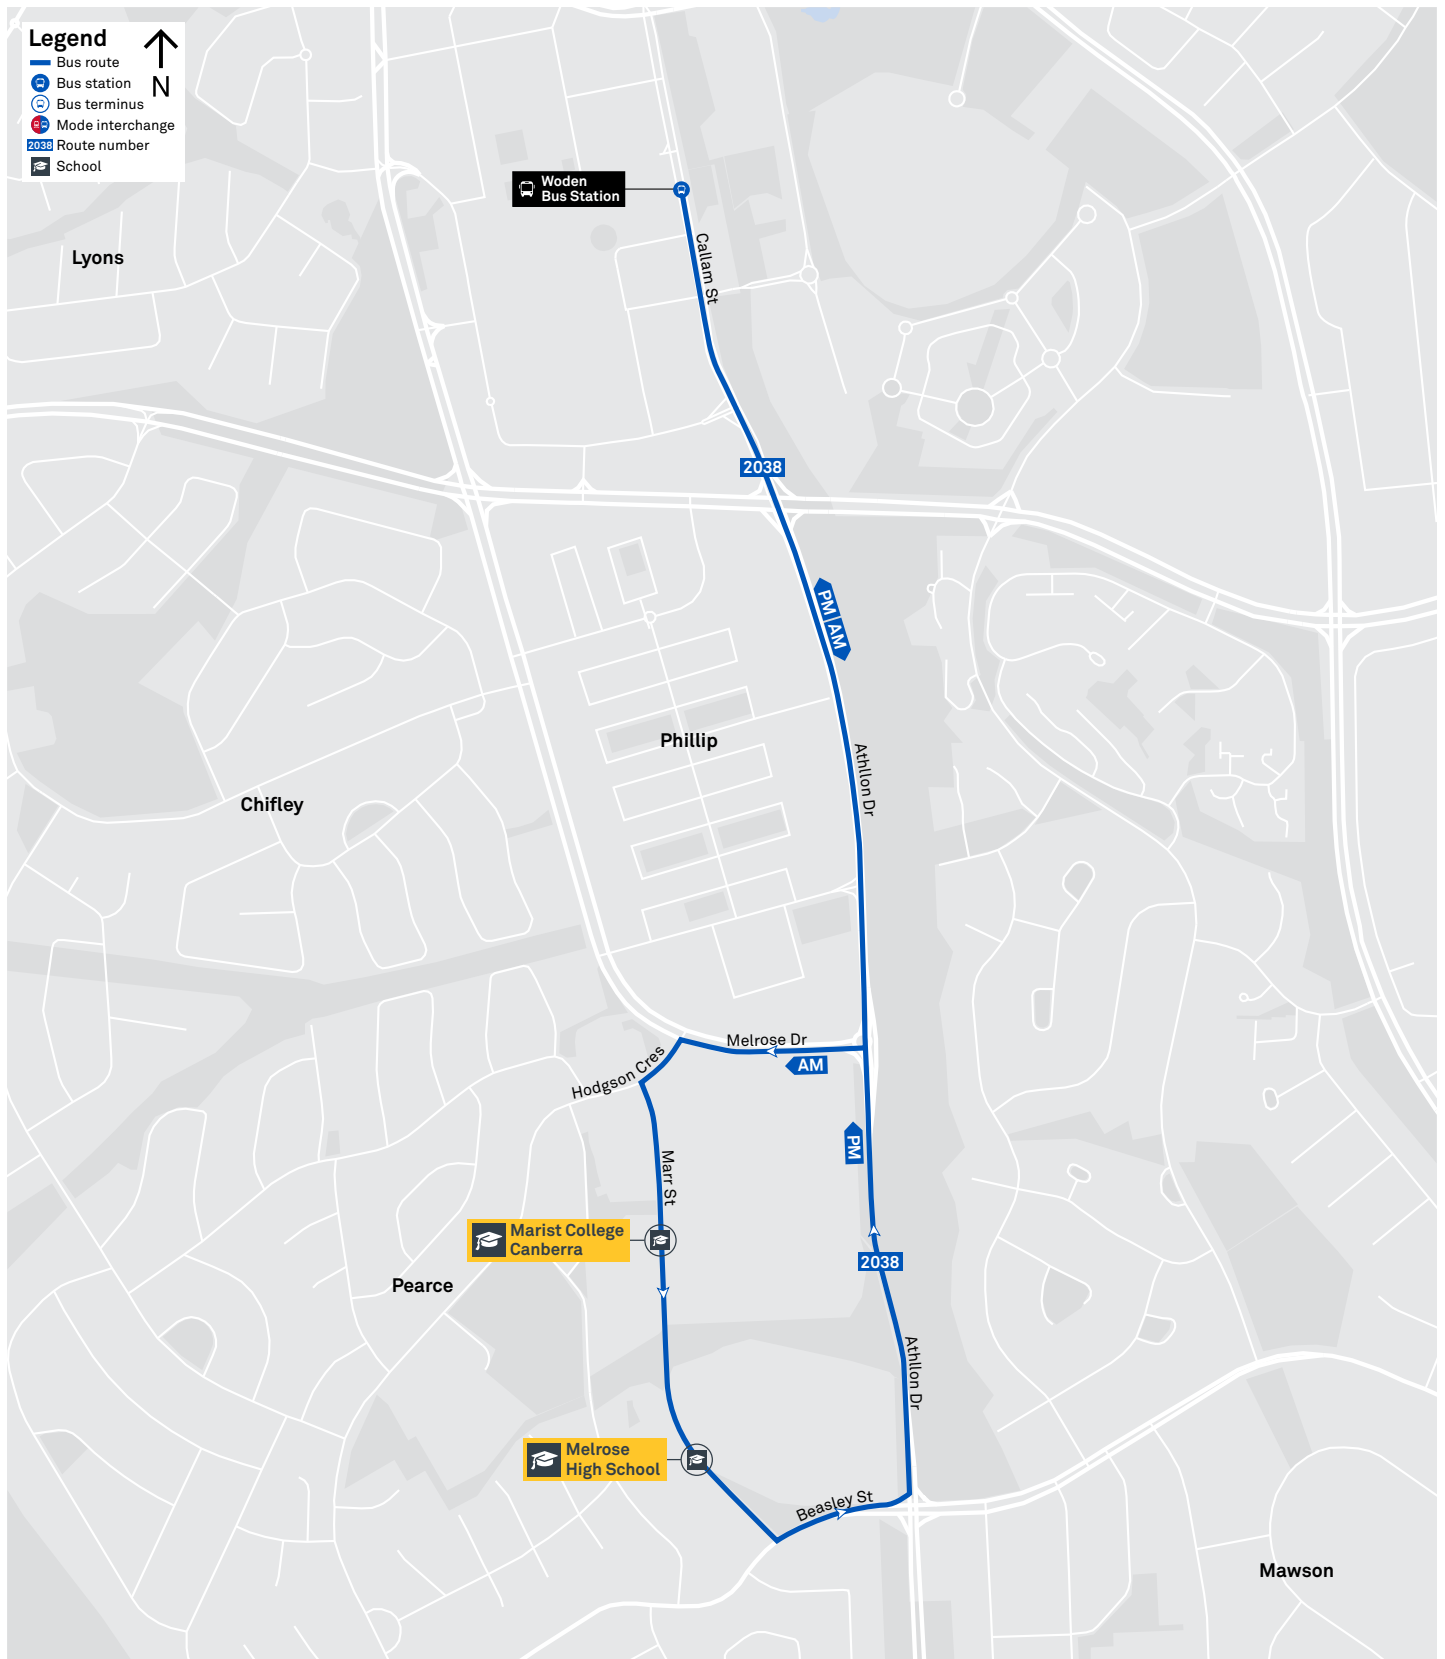 Legend
N
Bus route
Bus station
Bus terminus
Mode interchange
2038 Route number
School
Woden
Bus Station
Callam St
Lyons
2038
PM | AM
Phillip
Athllon Dr
Chifley
Melrose Dr
AM
Hodgson Cres
PM
Marr St
Marist College
Canberra
2038
Pearce
Athllon Dr
Melrose
High School
Beasley St
Mawson